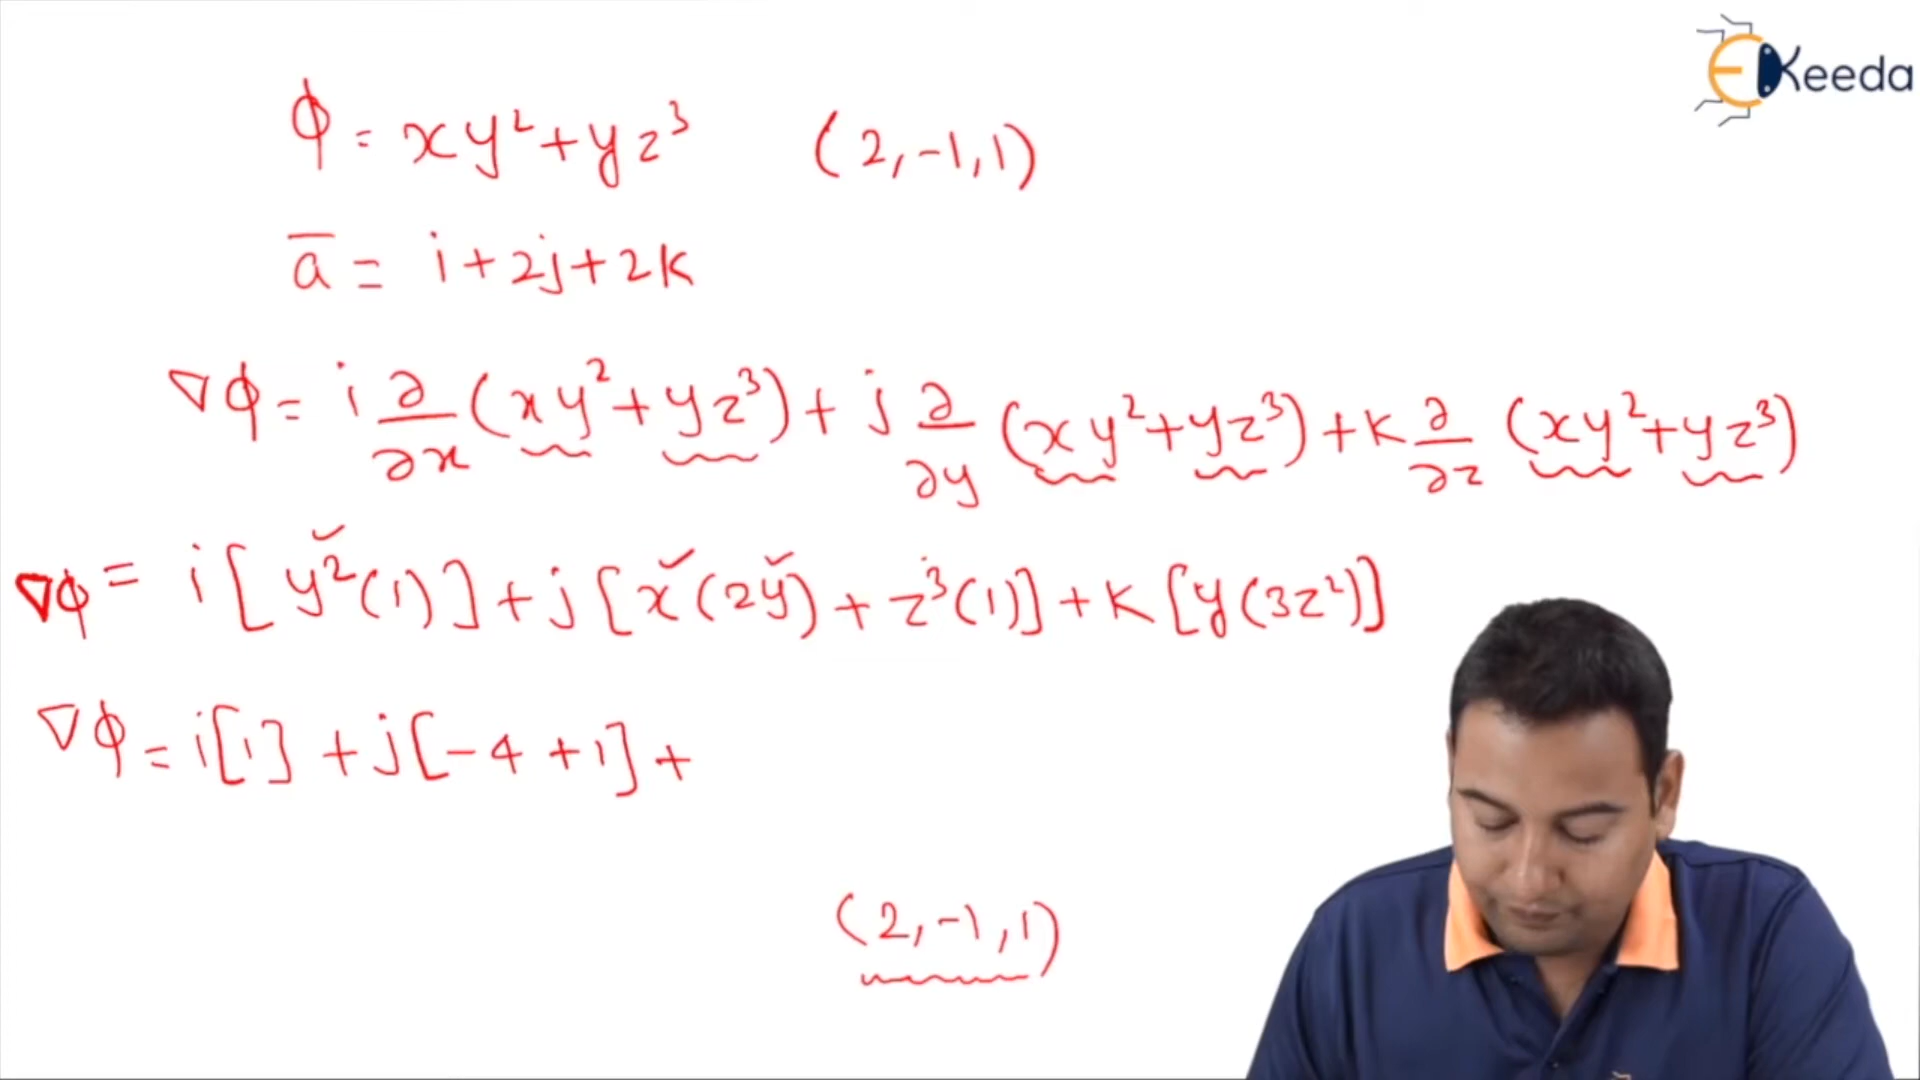 EKeeda
ϕ = xy² + yz³ (2, -1, 1)
a̅ = i + 2j + 2k
∇ϕ = i ∂/∂x (xy² + yz³) + j ∂/∂y (xy² + yz³) + k ∂/∂z (xy² + yz³)
∇ϕ = i[y²(1)] + j[x(2y) + z³(1)] + k[y(3z²)]
∇ϕ = i[1] + j[-4 + 1] +
(2, -1, 1)